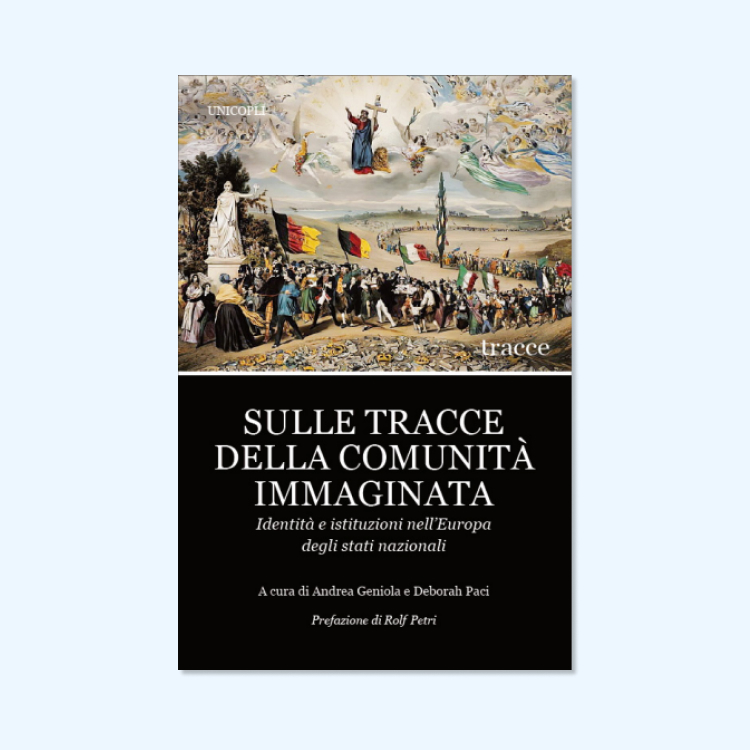 UNICOPLI
tracce
SULLE TRACCE
DELLA COMUNITÀ
IMMAGINATA
Identità e istituzioni nell'Europa
degli stati nazionali
A cura di Andrea Geniola e Deborah Paci
Prefazione di Rolf Petri